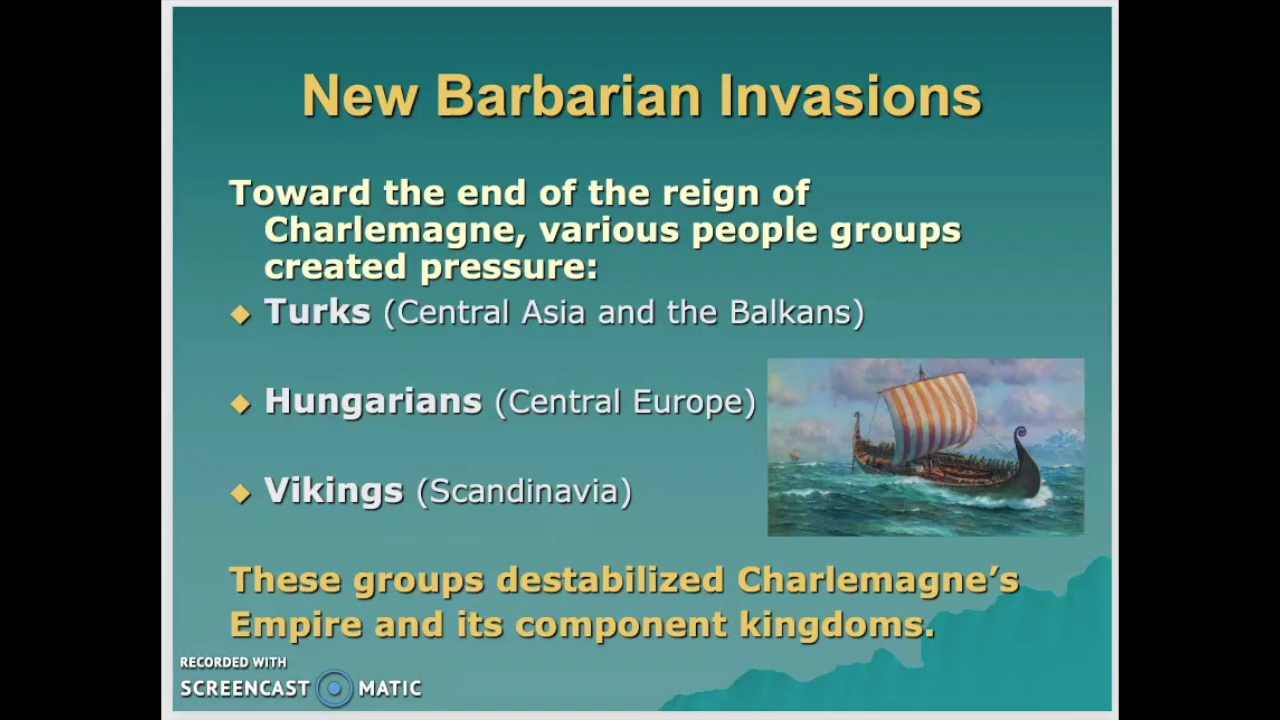 New Barbarian Invasions
Toward the end of the reign of
Charlemagne, various people groups
created pressure:
Turks (Central Asia and the Balkans)
Hungarians (Central Europe)
Vikings (Scandinavia)
These groups destabilized Charlemagne’s
Empire and its component kingdoms.
RECORDED WITH
SCREENCAST MATIC